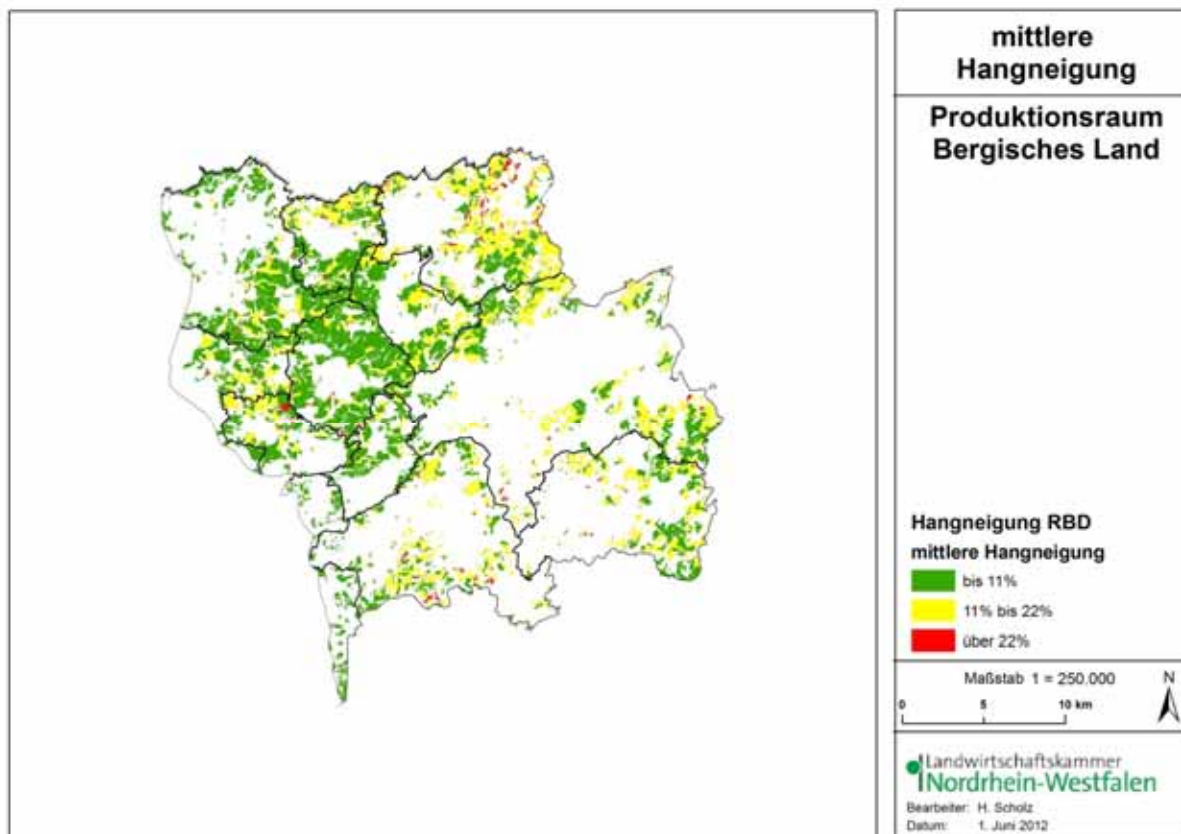 mittlere
Hangneigung
Produktionsraum
Bergisches Land
Hangneigung RBD
mittlere Hangneigung
bis 11%
11% bis 22%
über 22%
Maßstab 1 = 250.000
N
0 5 10 km
Landwirtschaftskammer
Nordrhein-Westfalen
Bearbeiter: H. Scholz
Datum: 1. Juni 2012